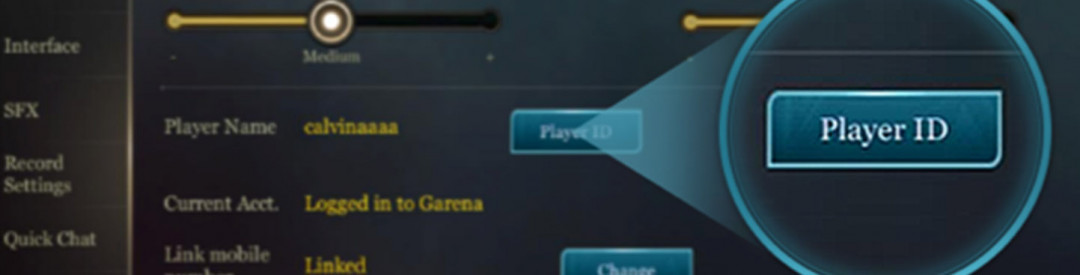 Interface
SFX
Record
Settings
Quick Chat
- Medium +
-
Player Name calvinaaaa Player ID
Player ID
Current Acct. Logged in to Garena
Link mobile
number Linked Change